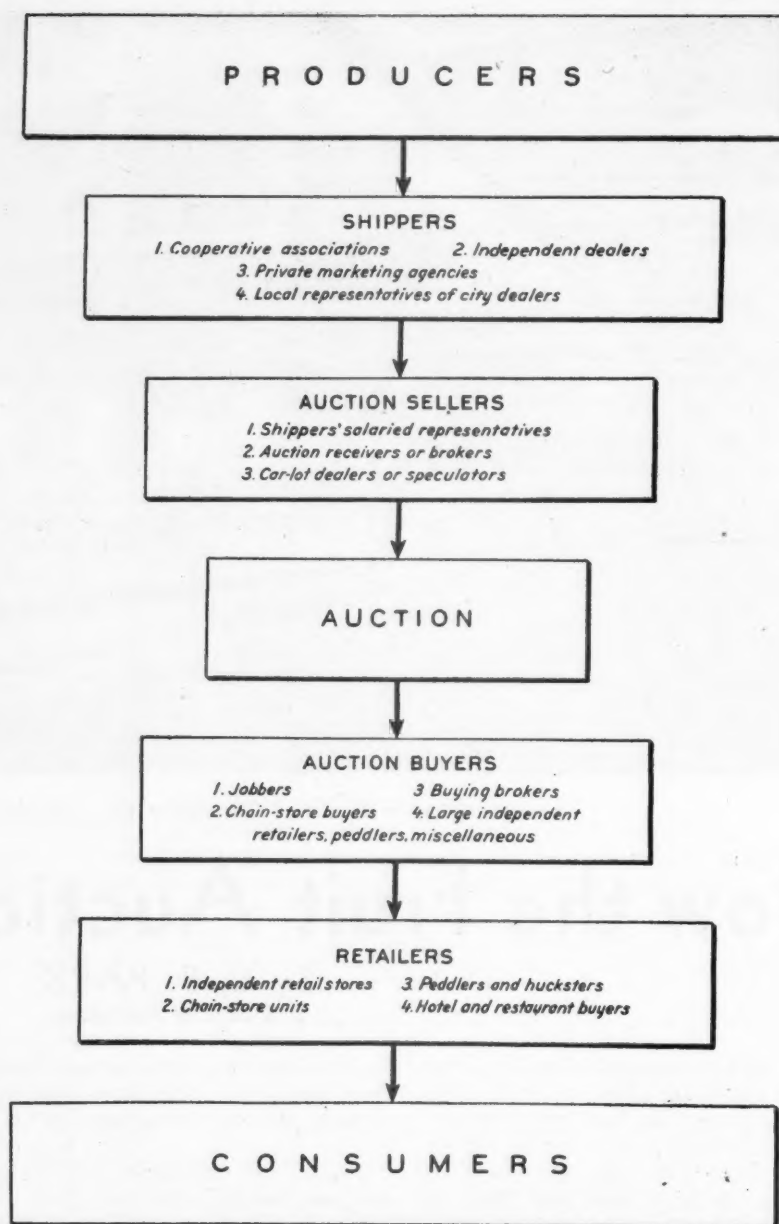 PRODUCERS
SHIPPERS
1. Cooperative associations 2. Independent dealers
3. Private marketing agencies
4. Local representatives of city dealers
AUCTION SELLERS
1. Shippers' salaried representatives
2. Auction receivers or brokers
3. Car-lot dealers or speculators
AUCTION
AUCTION BUYERS
1. Jobbers 3 Buying brokers
2. Chain-store buyers 4. Large independent
retailers, peddlers, miscellaneous
RETAILERS
1. Independent retail stores 3. Peddlers and hucksters
2. Chain-store units 4. Hotel and restaurant buyers
CONSUMERS